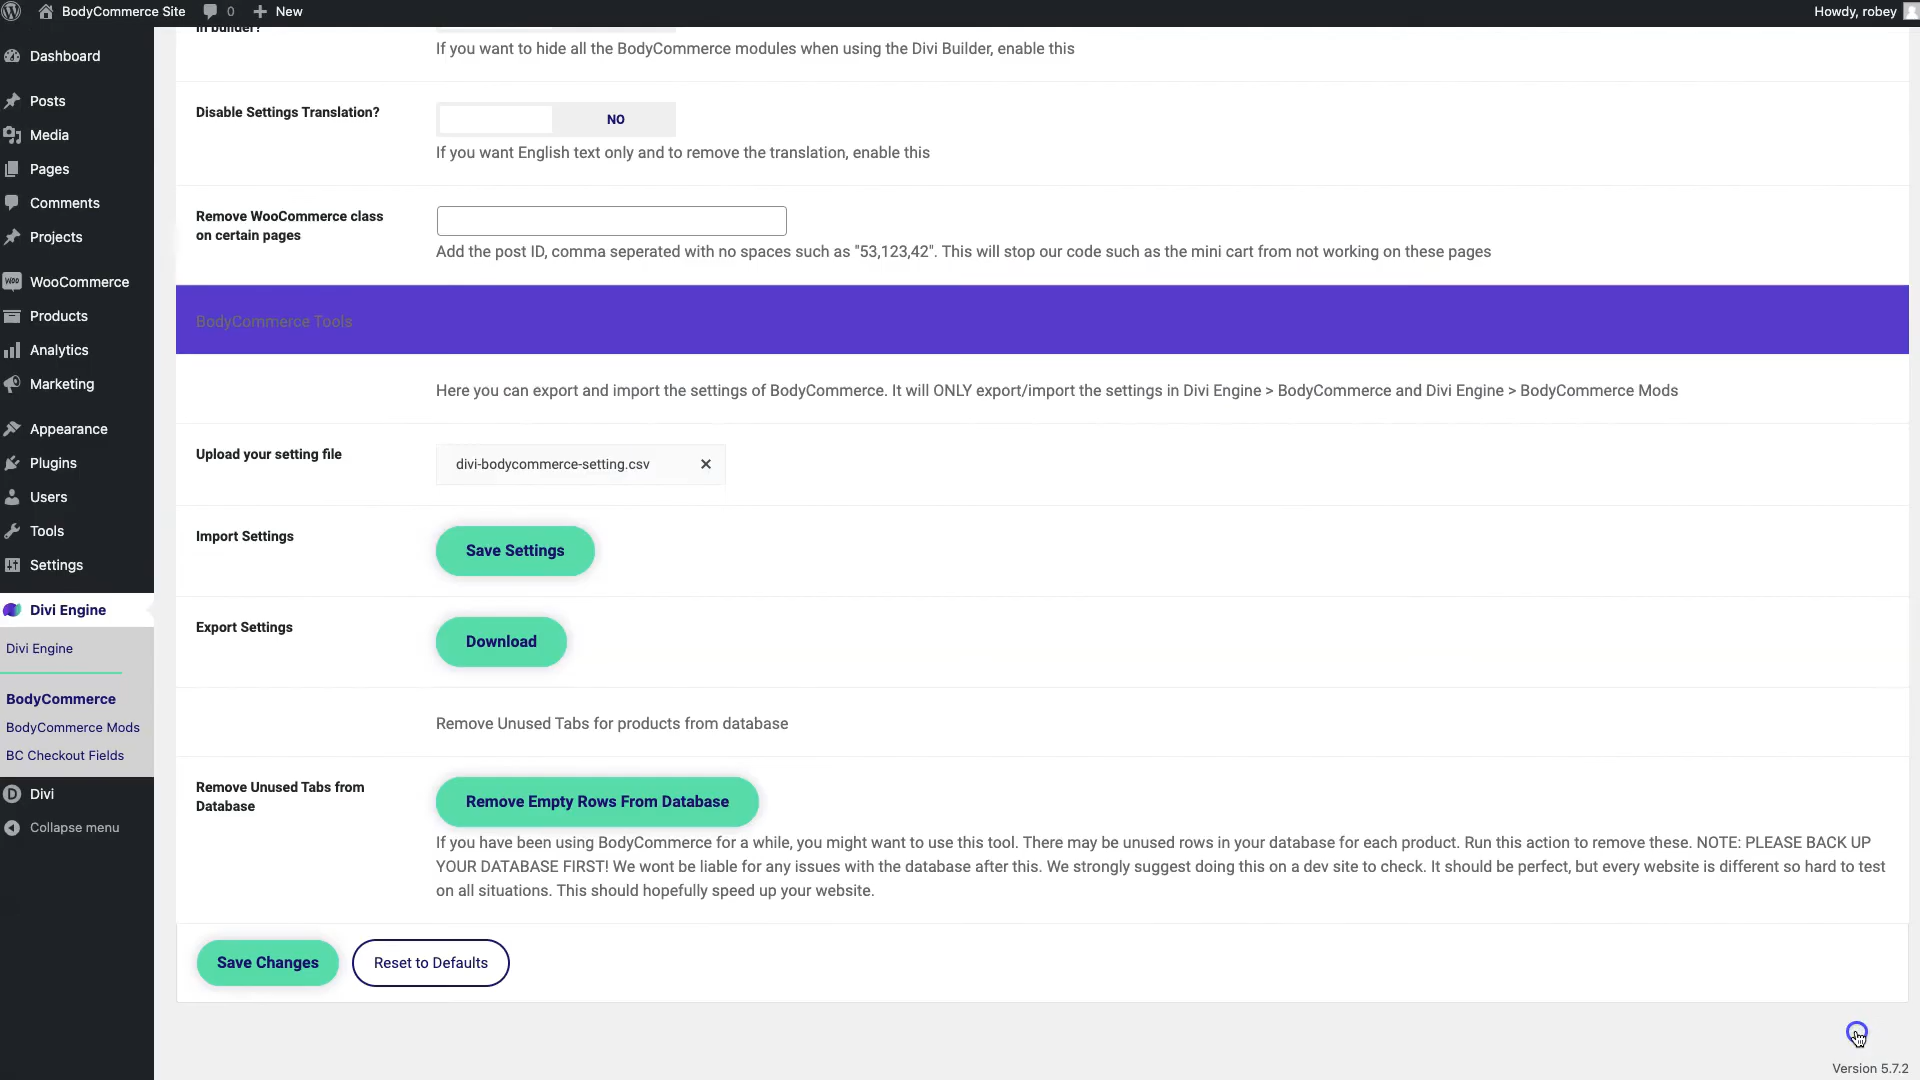 BodyCommerce Site
0
New
Howdy, robey
Dashboard
Posts
Media
Pages
Comments
Projects
WooCommerce
Products
Analytics
Marketing
Appearance
Plugins
Users
Tools
Settings
Divi Engine
Divi Engine
BodyCommerce
BodyCommerce Mods
BC Checkout Fields
Divi
Collapse menu
in builder?
If you want to hide all the BodyCommerce modules when using the Divi Builder, enable this
Disable Settings Translation?
NO
If you want English text only and to remove the translation, enable this
Remove WooCommerce class
on certain pages
Add the post ID, comma seperated with no spaces such as "53,123,42". This will stop our code such as the mini cart from not working on these pages
BodyCommerce Tools
Here you can export and import the settings of BodyCommerce. It will ONLY export/import the settings in Divi Engine > BodyCommerce and Divi Engine > BodyCommerce Mods
Upload your setting file
divi-bodycommerce-setting.csv
Import Settings
Save Settings
Export Settings
Download
Remove Unused Tabs for products from database
Remove Unused Tabs from
Database
Remove Empty Rows From Database
If you have been using BodyCommerce for a while, you might want to use this tool. There may be unused rows in your database for each product. Run this action to remove these. NOTE: PLEASE BACK UP
YOUR DATABASE FIRST! We wont be liable for any issues with the database after this. We strongly suggest doing this on a dev site to check. It should be perfect, but every website is different so hard to test
on all situations. This should hopefully speed up your website.
Save Changes
Reset to Defaults
Version 5.7.2